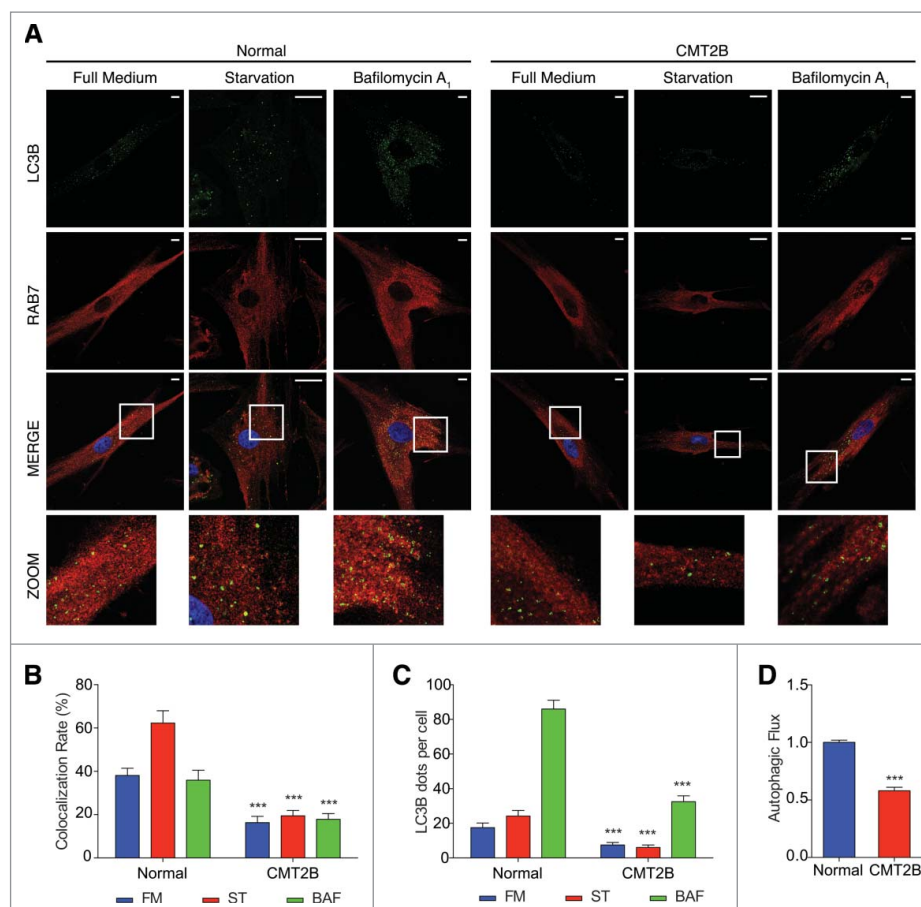 A
Normal
CMT2B
Full Medium
Starvation
Bafilomycin A1
Full Medium
Starvation
Bafilomycin A1
LC3B
RAB7
MERGE
ZOOM
B
Colocalization Rate (%)
80
60
40
20
0
***
***
***
Normal
CMT2B
FM
ST
BAF
C
LC3B dots per cell
100
80
60
40
20
0
***
***
***
Normal
CMT2B
FM
ST
BAF
D
Autophagic Flux
1.5
1.0
0.5
0.0
***
Normal CMT2B